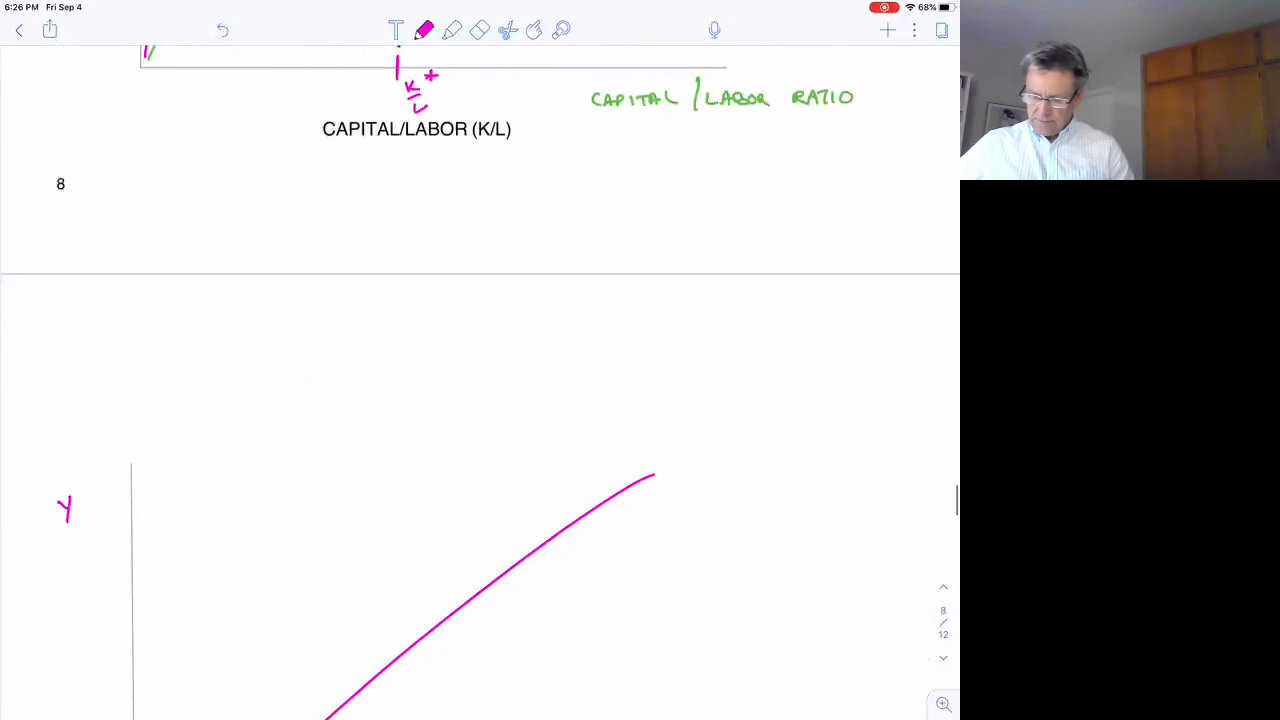 6:26 PM Fri Sep 4
68%
T
K/L *
CAPITAL/LABOR RATIO
CAPITAL/LABOR (K/L)
8
Y
8
/
12